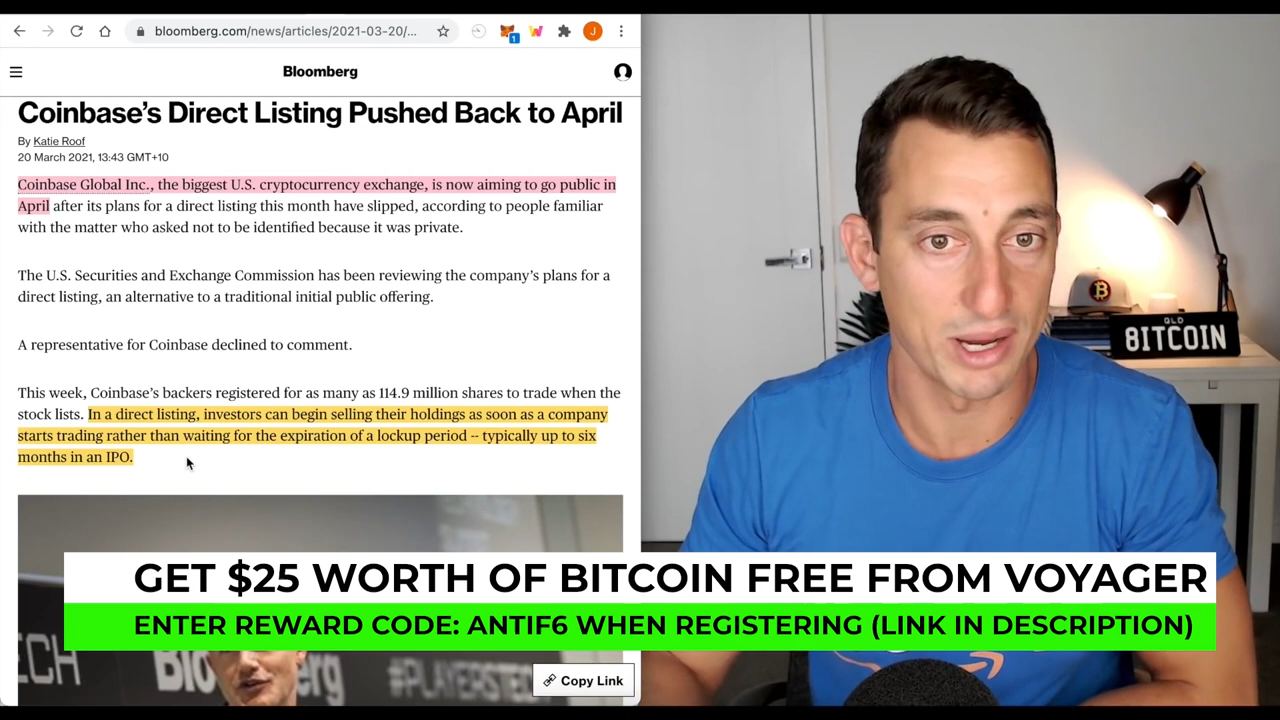 bloomberg.com/news/articles/2021-03-20/...
1
J
Bloomberg
Coinbase's Direct Listing Pushed Back to April
By Katie Roof
20 March 2021, 13:43 GMT+10
Coinbase Global Inc., the biggest U.S. cryptocurrency exchange, is now aiming to go public in
April after its plans for a direct listing this month have slipped, according to people familiar
with the matter who asked not to be identified because it was private.
The U.S. Securities and Exchange Commission has been reviewing the company's plans for a
direct listing, an alternative to a traditional initial public offering.
A representative for Coinbase declined to comment.
This week, Coinbase's backers registered for as many as 114.9 million shares to trade when the
stock lists. In a direct listing, investors can begin selling their holdings as soon as a company
starts trading rather than waiting for the expiration of a lockup period -- typically up to six
months in an IPO.
QLD
8ITCOIN
GET $25 WORTH OF BITCOIN FREE FROM VOYAGER
ENTER REWARD CODE: ANTIF6 WHEN REGISTERING (LINK IN DESCRIPTION)
Copy Link